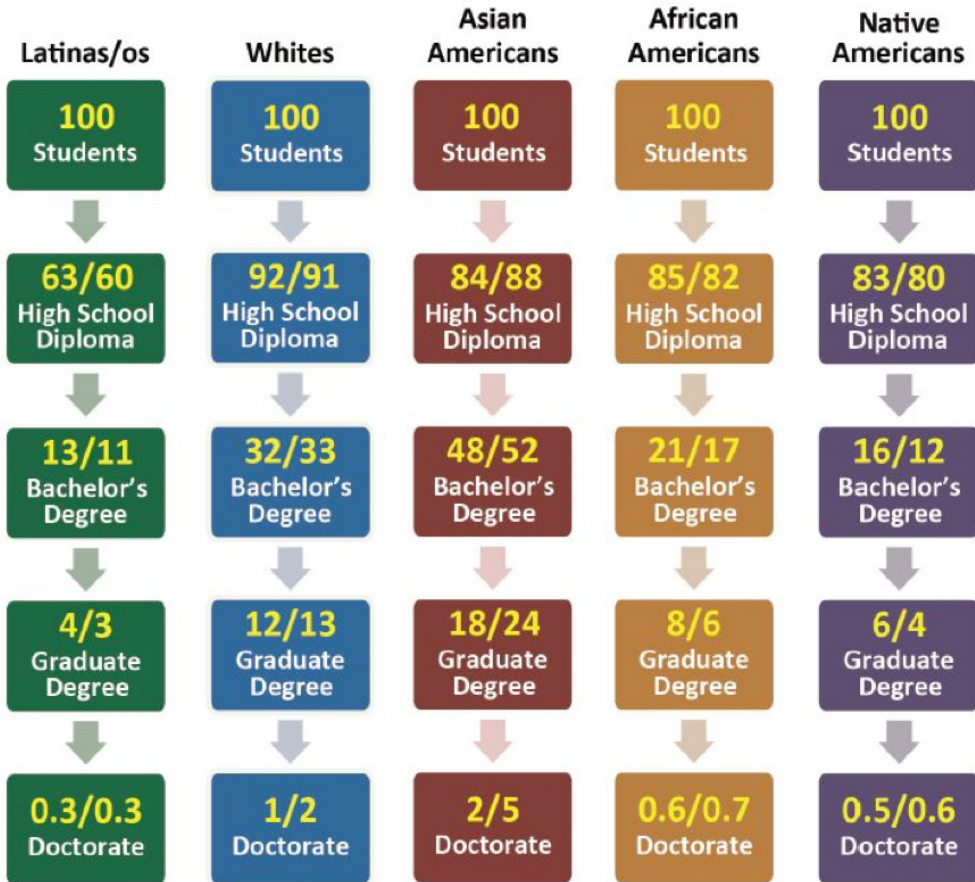 Latinas/os
Whites
Asian
Americans
African
Americans
Native
Americans
100
Students
100
Students
100
Students
100
Students
100
Students
63/60
High School
Diploma
92/91
High School
Diploma
84/88
High School
Diploma
85/82
High School
Diploma
83/80
High School
Diploma
13/11
Bachelor's
Degree
32/33
Bachelor's
Degree
48/52
Bachelor's
Degree
21/17
Bachelor's
Degree
16/12
Bachelor's
Degree
4/3
Graduate
Degree
12/13
Graduate
Degree
18/24
Graduate
Degree
8/6
Graduate
Degree
6/4
Graduate
Degree
0.3/0.3
Doctorate
1/2
Doctorate
2/5
Doctorate
0.6/0.7
Doctorate
0.5/0.6
Doctorate